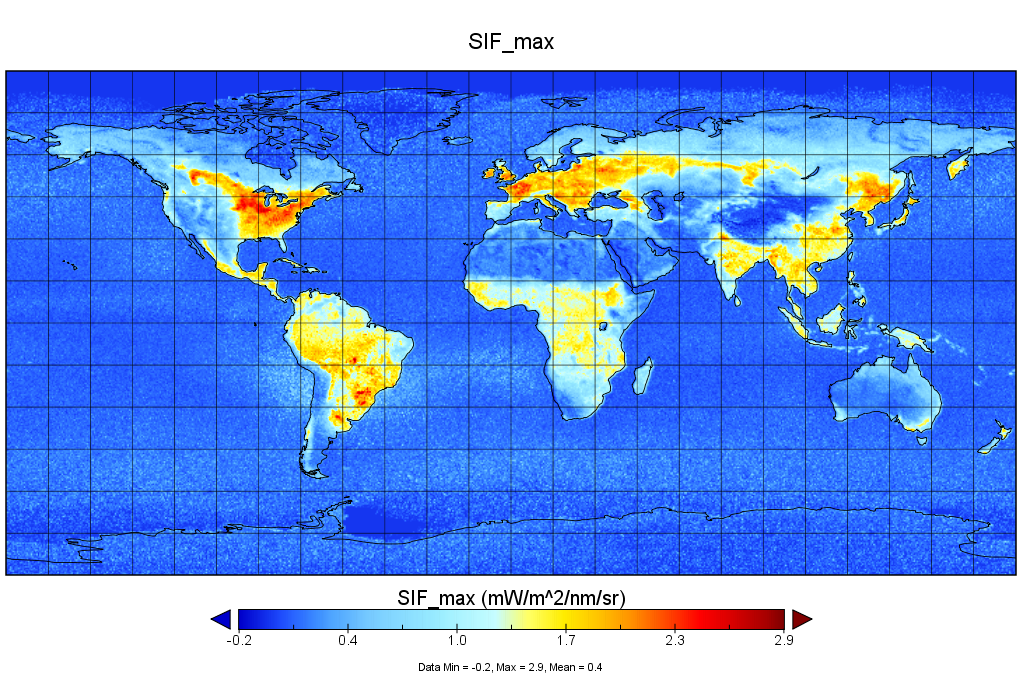 SIF_max
SIF_max (mW/m^2/nm/sr)
-0.2 0.4 1.0 1.7 2.3 2.9
Data Min = -0.2, Max = 2.9, Mean = 0.4